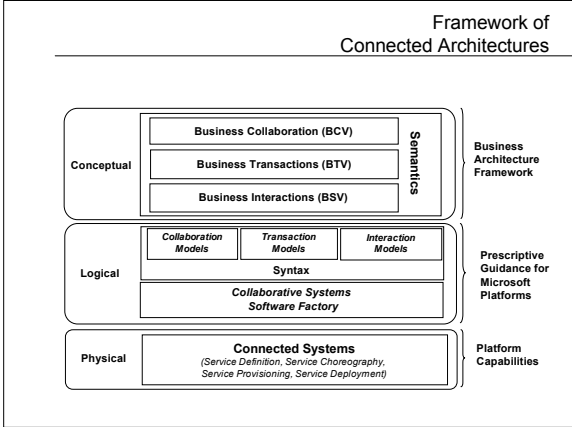 Framework of
Connected Architectures
Conceptual
Business Collaboration (BCV)
Business Transactions (BTV)
Business Interactions (BSV)
Semantics
Business
Architecture
Framework
Logical
Collaboration
Models
Transaction
Models
Interaction
Models
Syntax
Collaborative Systems
Software Factory
Prescriptive
Guidance for
Microsoft
Platforms
Physical
Connected Systems
(Service Definition, Service Choreography,
Service Provisioning, Service Deployment)
Platform
Capabilities